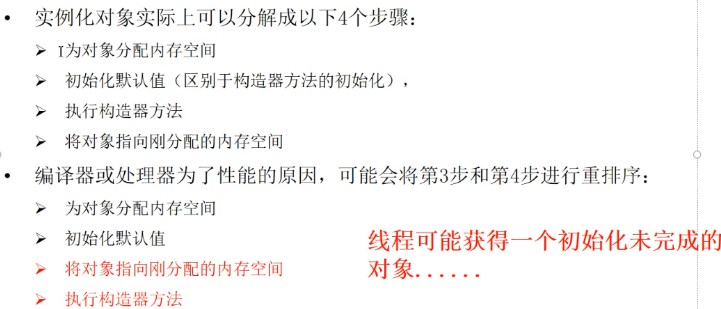 • 实例化对象实际上可以分解成以下4个步骤：
➢ I为对象分配内存空间
➢ 初始化默认值（区别于构造器方法的初始化），
➢ 执行构造器方法
➢ 将对象指向刚分配的内存空间
• 编译器或处理器为了性能的原因，可能会将第3步和第4步进行重排序：
➢ 为对象分配内存空间
➢ 初始化默认值
➢ 将对象指向刚分配的内存空间
➢ 执行构造器方法
线程可能获得一个初始化未完成的
对象......